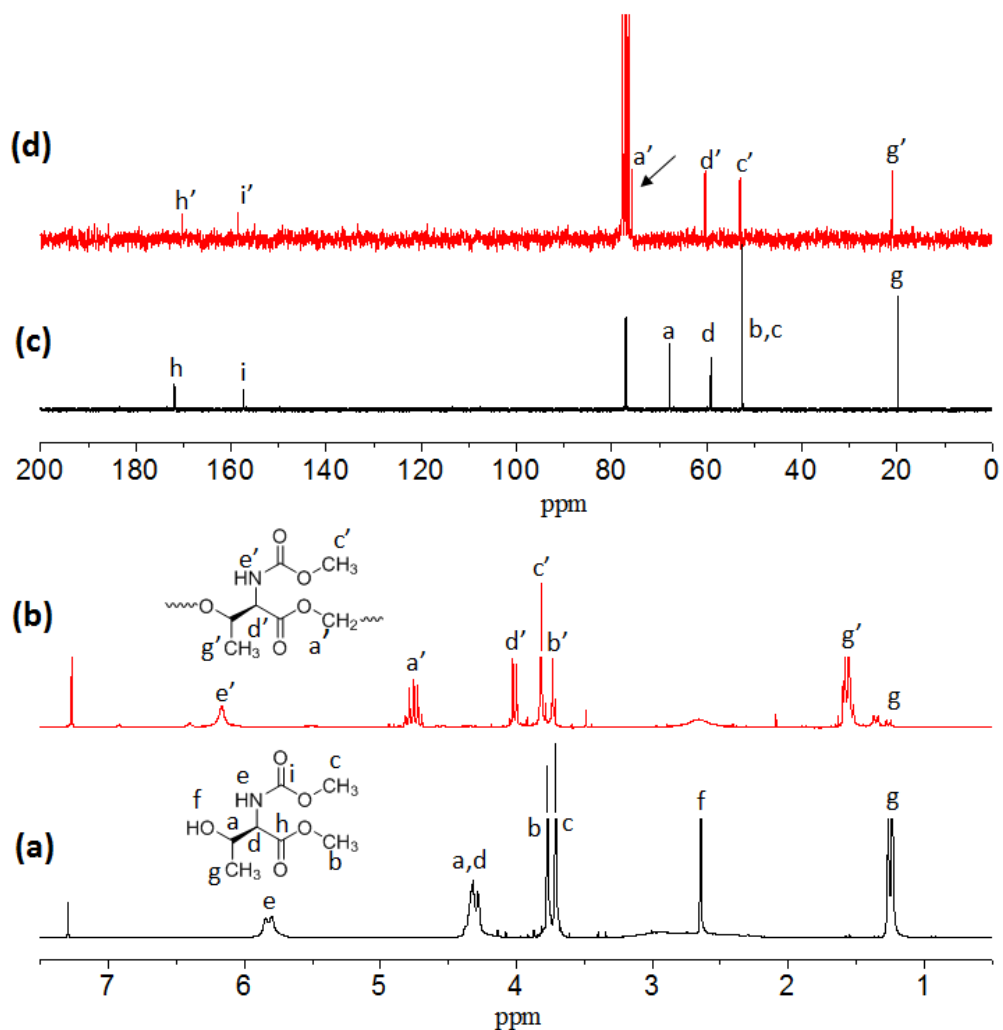 (d)
h’ i’ a’ d’ c’ g’
(c)
h i a d b,c g
200 180 160 140 120 100 80 60 40 20 0
ppm
(b)
e’ O c’
HN O CH₃
O O CH₂
g’ CH₃ d’ O a’
e’ a’ d’ c’ b’ g’ g
(a)
e O i c
f HN O CH₃
HO a h O
g CH₃ d O CH₃ b
e a,d b c f g
7 6 5 4 3 2 1
ppm